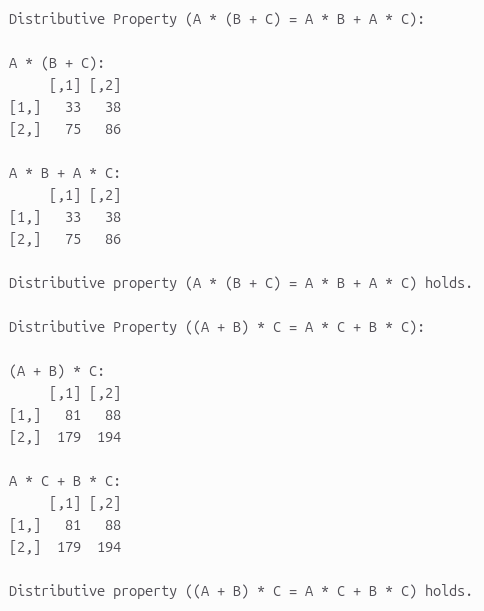 Distributive Property (A * (B + C) = A * B + A * C):
A * (B + C):
     [,1] [,2]
[1,]   33   38
[2,]   75   86
A * B + A * C:
     [,1] [,2]
[1,]   33   38
[2,]   75   86
Distributive property (A * (B + C) = A * B + A * C) holds.
Distributive Property ((A + B) * C = A * C + B * C):
(A + B) * C:
     [,1] [,2]
[1,]   81   88
[2,]  179  194
A * C + B * C:
     [,1] [,2]
[1,]   81   88
[2,]  179  194
Distributive property ((A + B) * C = A * C + B * C) holds.